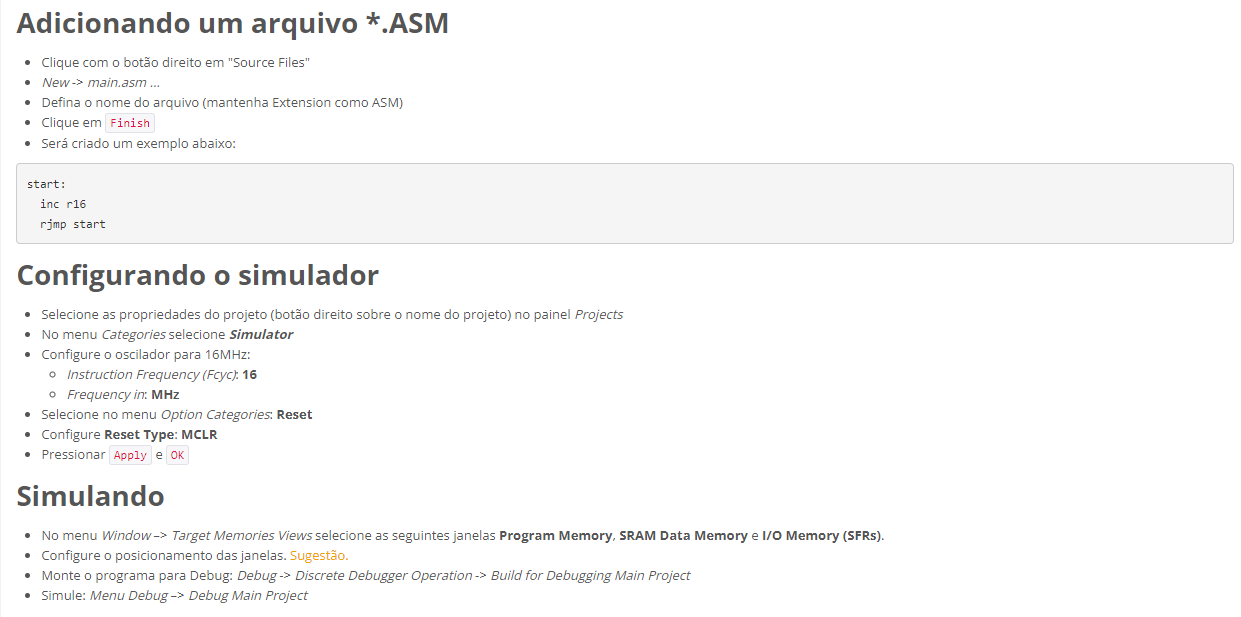 Adicionando um arquivo *.ASM
Clique com o botão direito em "Source Files"
New -> main.asm ...
Defina o nome do arquivo (mantenha Extension como ASM)
Clique em Finish
Será criado um exemplo abaixo:
start:
inc r16
rjmp start
Configurando o simulador
Selecione as propriedades do projeto (botão direito sobre o nome do projeto) no painel Projects
No menu Categories selecione Simulator
Configure o oscilador para 16MHz:
Instruction Frequency (Fcyc): 16
Frequency in: MHz
Selecione no menu Option Categories: Reset
Configure Reset Type: MCLR
Pressionar Apply e OK
Simulando
No menu Window –> Target Memories Views selecione as seguintes janelas Program Memory, SRAM Data Memory e I/O Memory (SFRs).
Configure o posicionamento das janelas. Sugestão.
Monte o programa para Debug: Debug -> Discrete Debugger Operation -> Build for Debugging Main Project
Simule: Menu Debug –> Debug Main Project